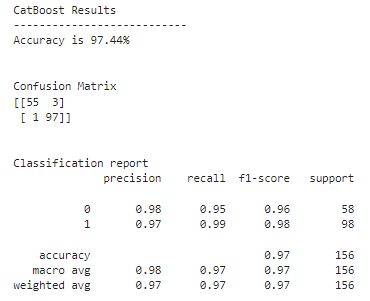 CatBoost Results
---------------------------
Accuracy is 97.44%
Confusion Matrix
[[55  3]
 [ 1 97]]
Classification report
              precision    recall  f1-score   support
           0       0.98      0.95      0.96        58
           1       0.97      0.99      0.98        98
    accuracy                           0.97       156
   macro avg       0.98      0.97      0.97       156
weighted avg       0.97      0.97      0.97       156